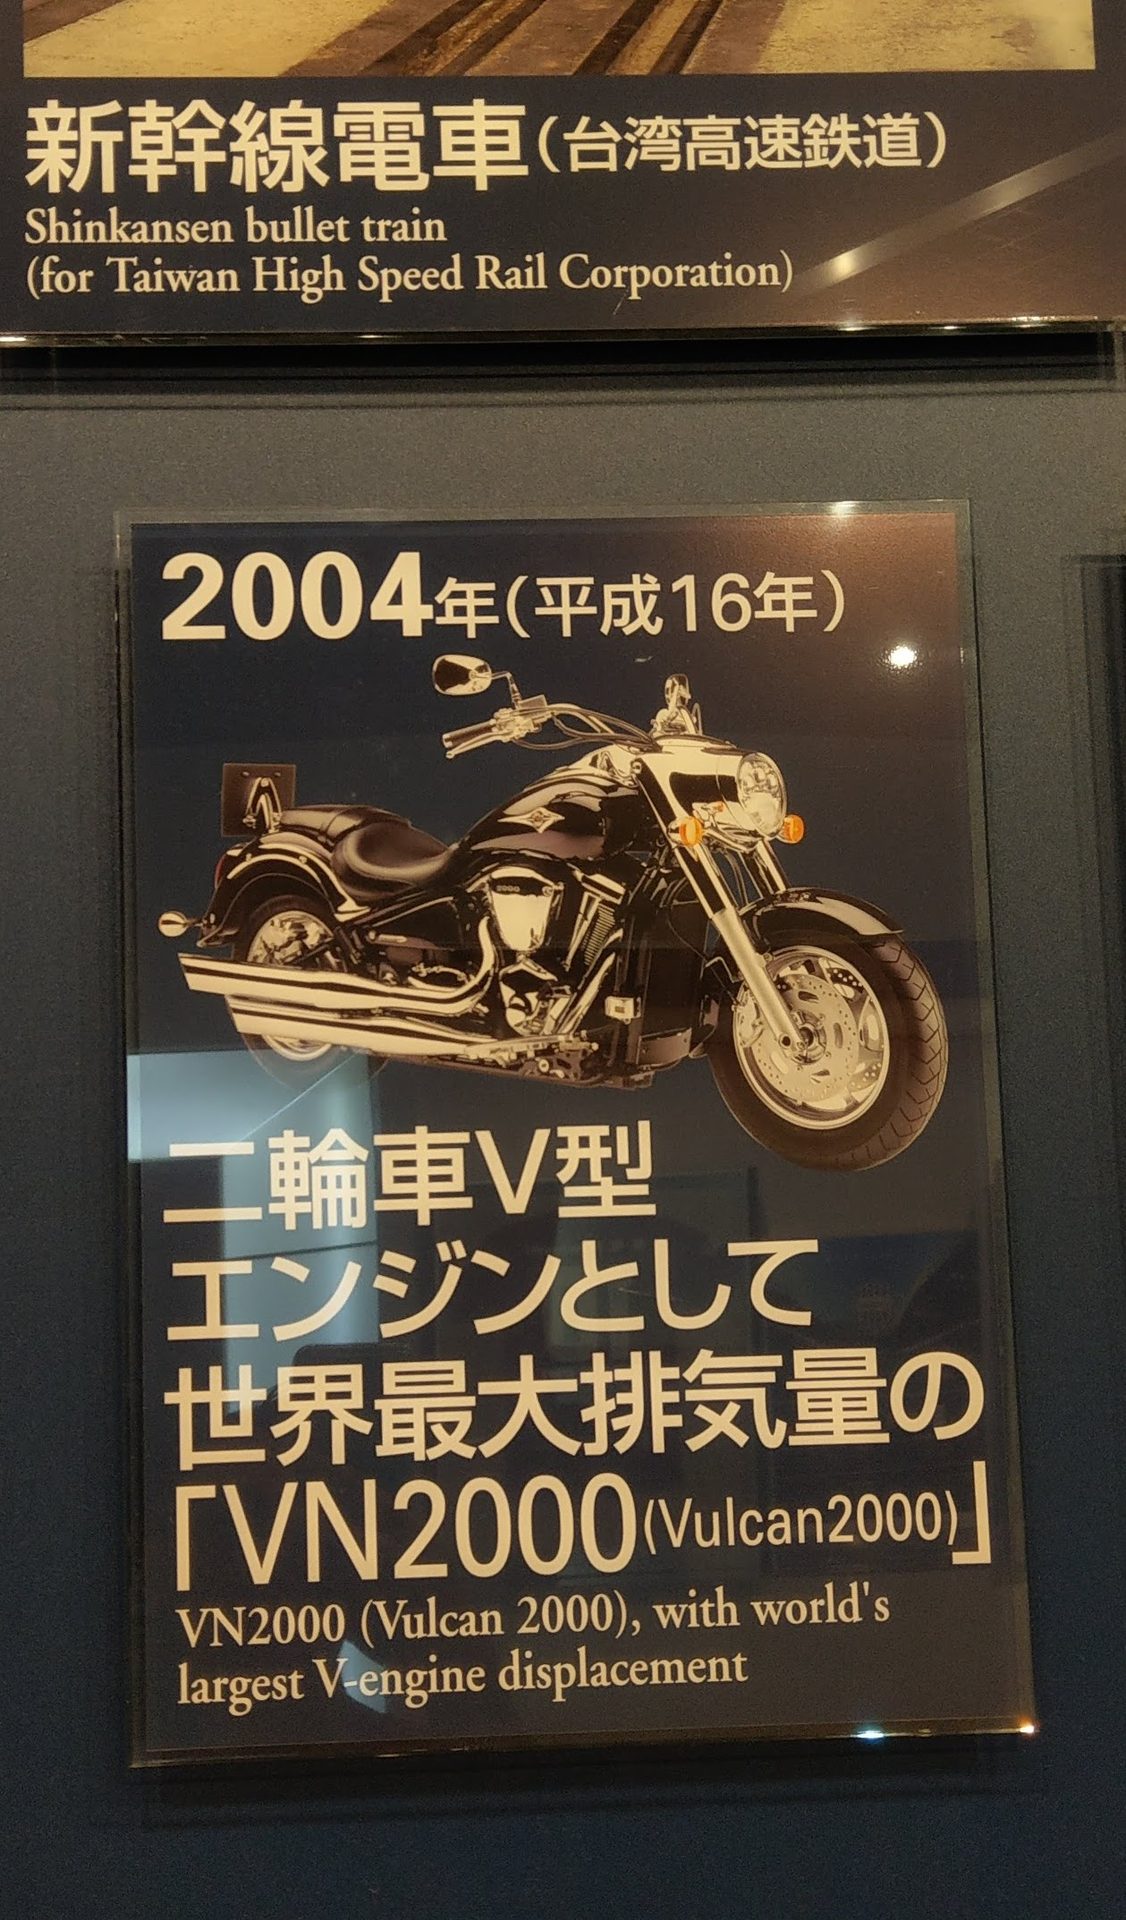 新幹線電車(台湾高速鉄道)
Shinkansen bullet train
(for Taiwan High Speed Rail Corporation)
2004年(平成16年)
2000
二輪車V型
エンジンとして
世界最大排気量の
「VN2000(Vulcan2000)」
VN2000 (Vulcan 2000), with world's
largest V-engine displacement